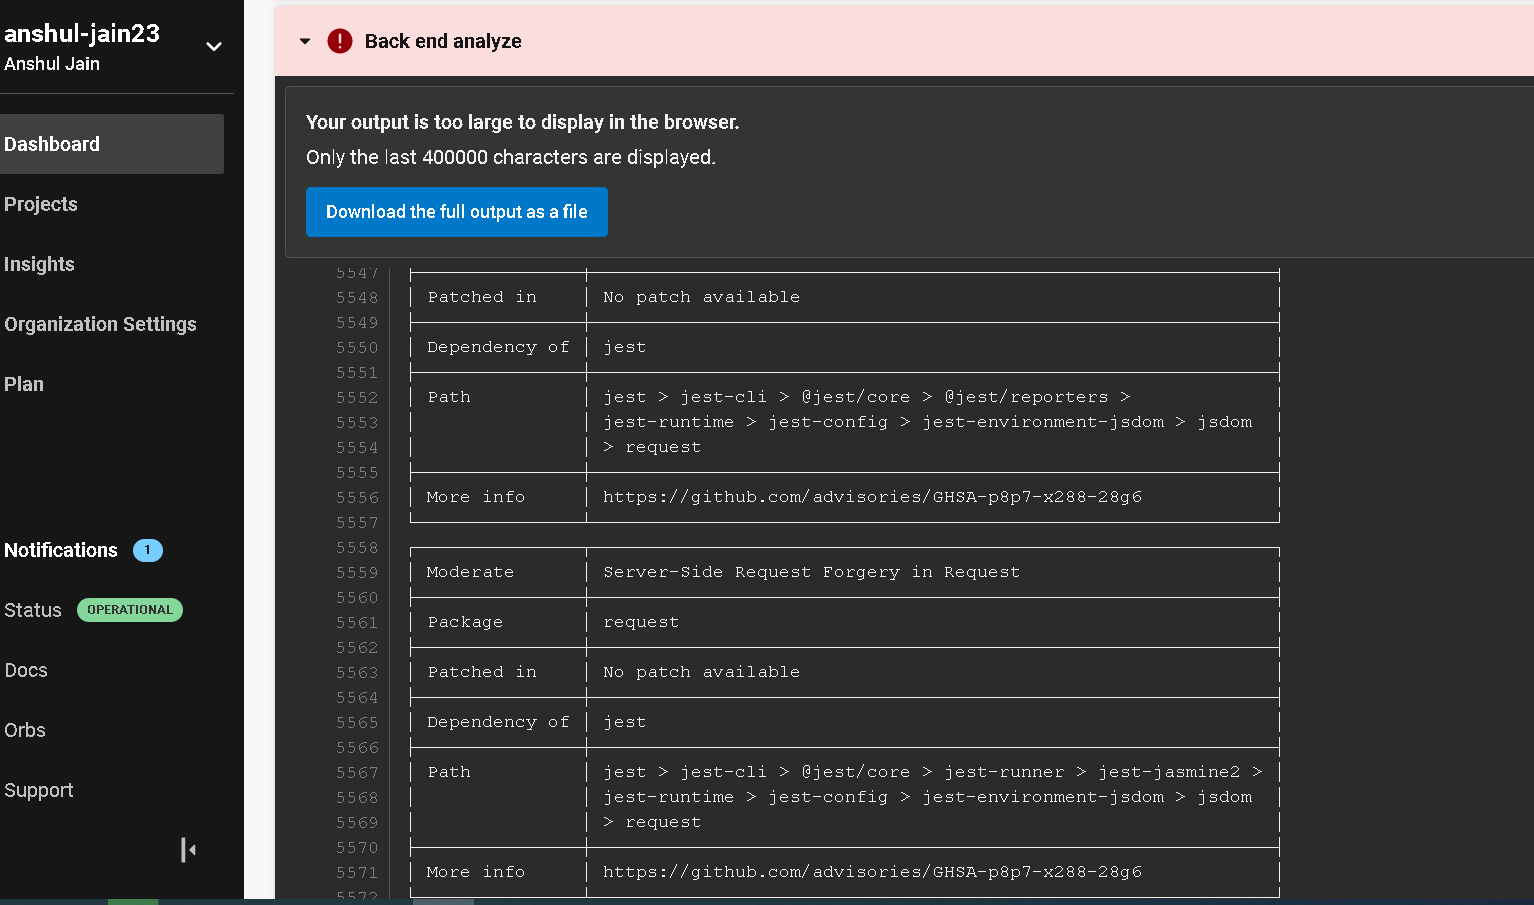 anshul-jain23
Anshul Jain
Dashboard
Projects
Insights
Organization Settings
Plan
Notifications 1
Status OPERATIONAL
Docs
Orbs
Support
Back end analyze
Your output is too large to display in the browser.
Only the last 400000 characters are displayed.
Download the full output as a file
5547
5548 Patched in No patch available
5549
5550 Dependency of jest
5551
5552 Path jest > jest-cli > @jest/core > @jest/reporters >
5553 jest-runtime > jest-config > jest-environment-jsdom > jsdom
5554 > request
5555
5556 More info https://github.com/advisories/GHSA-p8p7-x288-28g6
5557
5558
5559 Moderate Server-Side Request Forgery in Request
5560
5561 Package request
5562
5563 Patched in No patch available
5564
5565 Dependency of jest
5566
5567 Path jest > jest-cli > @jest/core > jest-runner > jest-jasmine2 >
5568 jest-runtime > jest-config > jest-environment-jsdom > jsdom
5569 > request
5570
5571 More info https://github.com/advisories/GHSA-p8p7-x288-28g6
5572